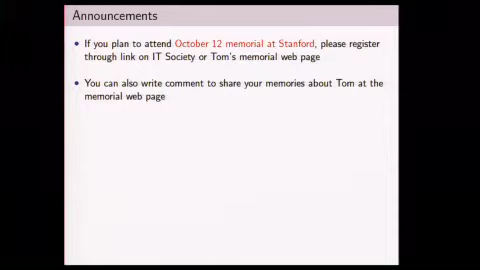 Announcements
If you plan to attend October 12 memorial at Stanford, please register
through link on IT Society or Tom's memorial web page
You can also write comment to share your memories about Tom at the
memorial web page